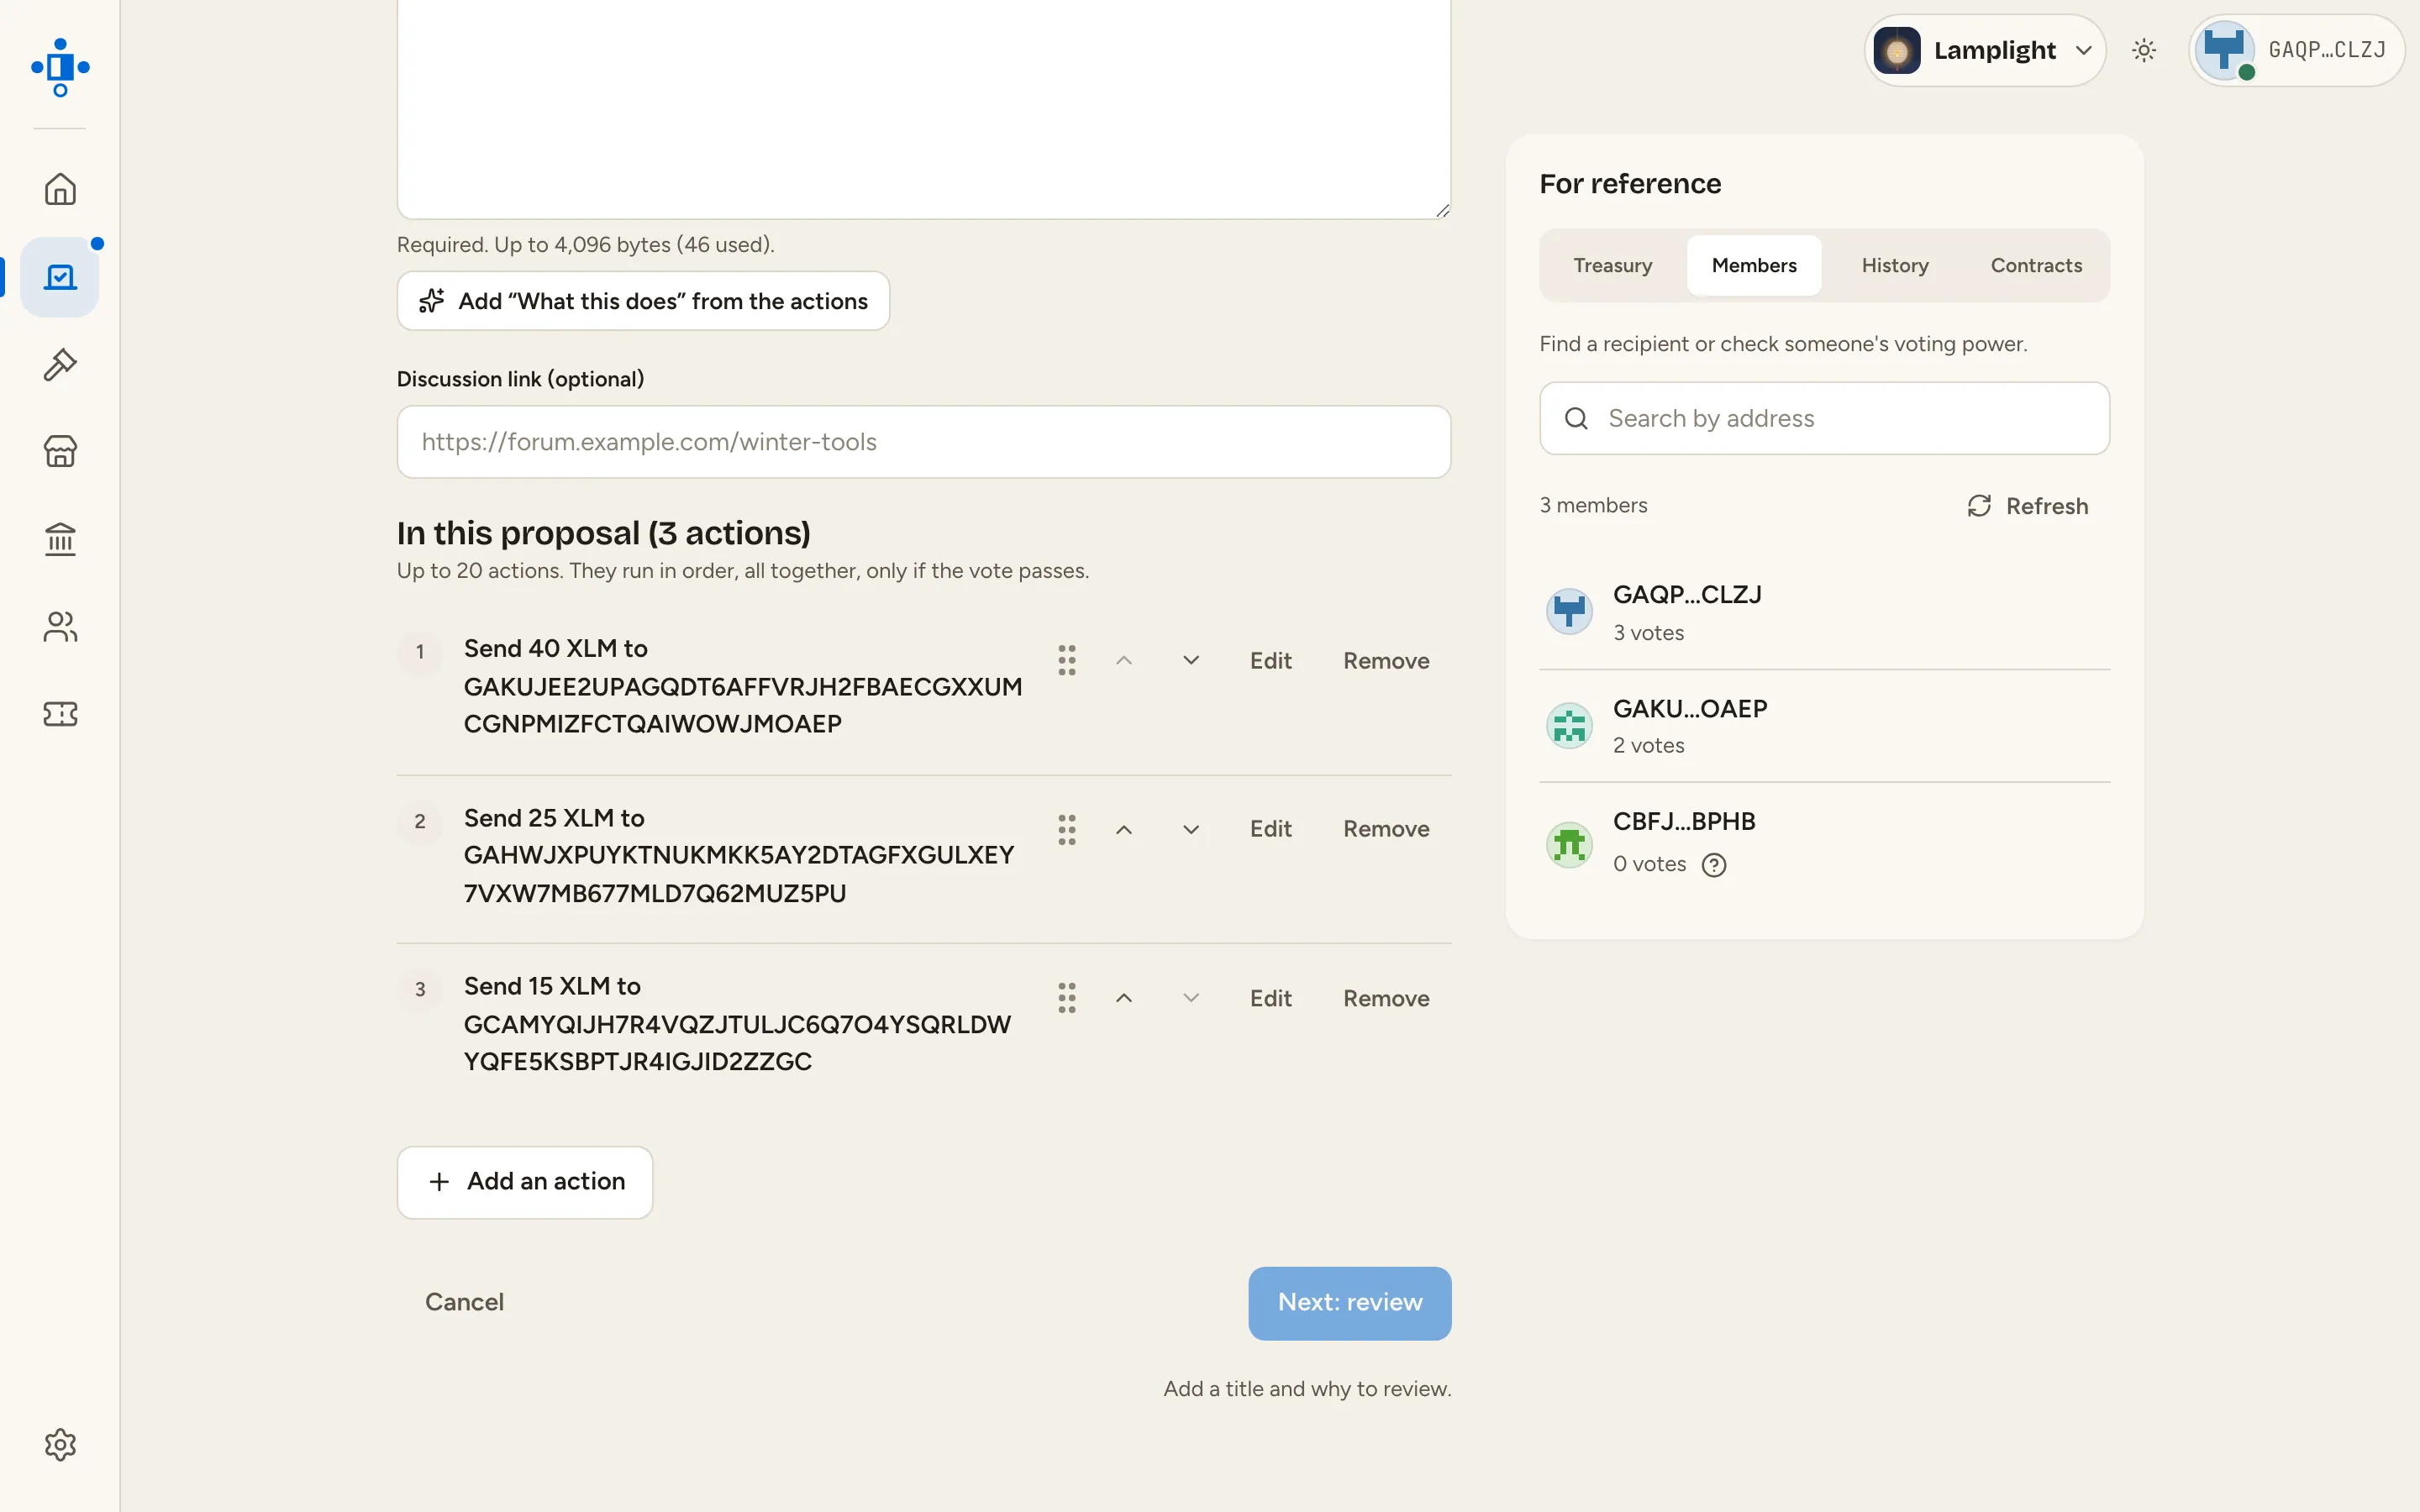 Lamplight
GAQP...CLZJ
Required. Up to 4,096 bytes (46 used).
Add “What this does” from the actions
Discussion link (optional)
https://forum.example.com/winter-tools
In this proposal (3 actions)
Up to 20 actions. They run in order, all together, only if the vote passes.
1
Send 40 XLM to
GAKUJEE2UPAGQDT6AFFVRJH2FBAECGXXUM
CGNPMIZFCTQAIWOWJMOAEP
Edit
Remove
2
Send 25 XLM to
GAHWJXPUYKTNUKMKK5AY2DTAGFXGULXEY
7VXW7MB677MLD7Q62MUZ5PU
Edit
Remove
3
Send 15 XLM to
GCAMYQIJH7R4VQZJTULJC6Q7O4YSQRLDW
YQFE5KSBPTJR4IGJID2ZZGC
Edit
Remove
Add an action
Cancel
Next: review
Add a title and why to review.
For reference
Treasury
Members
History
Contracts
Find a recipient or check someone's voting power.
Search by address
3 members
Refresh
GAQP...CLZJ
3 votes
GAKU...OAEP
2 votes
CBFJ...BPHB
0 votes